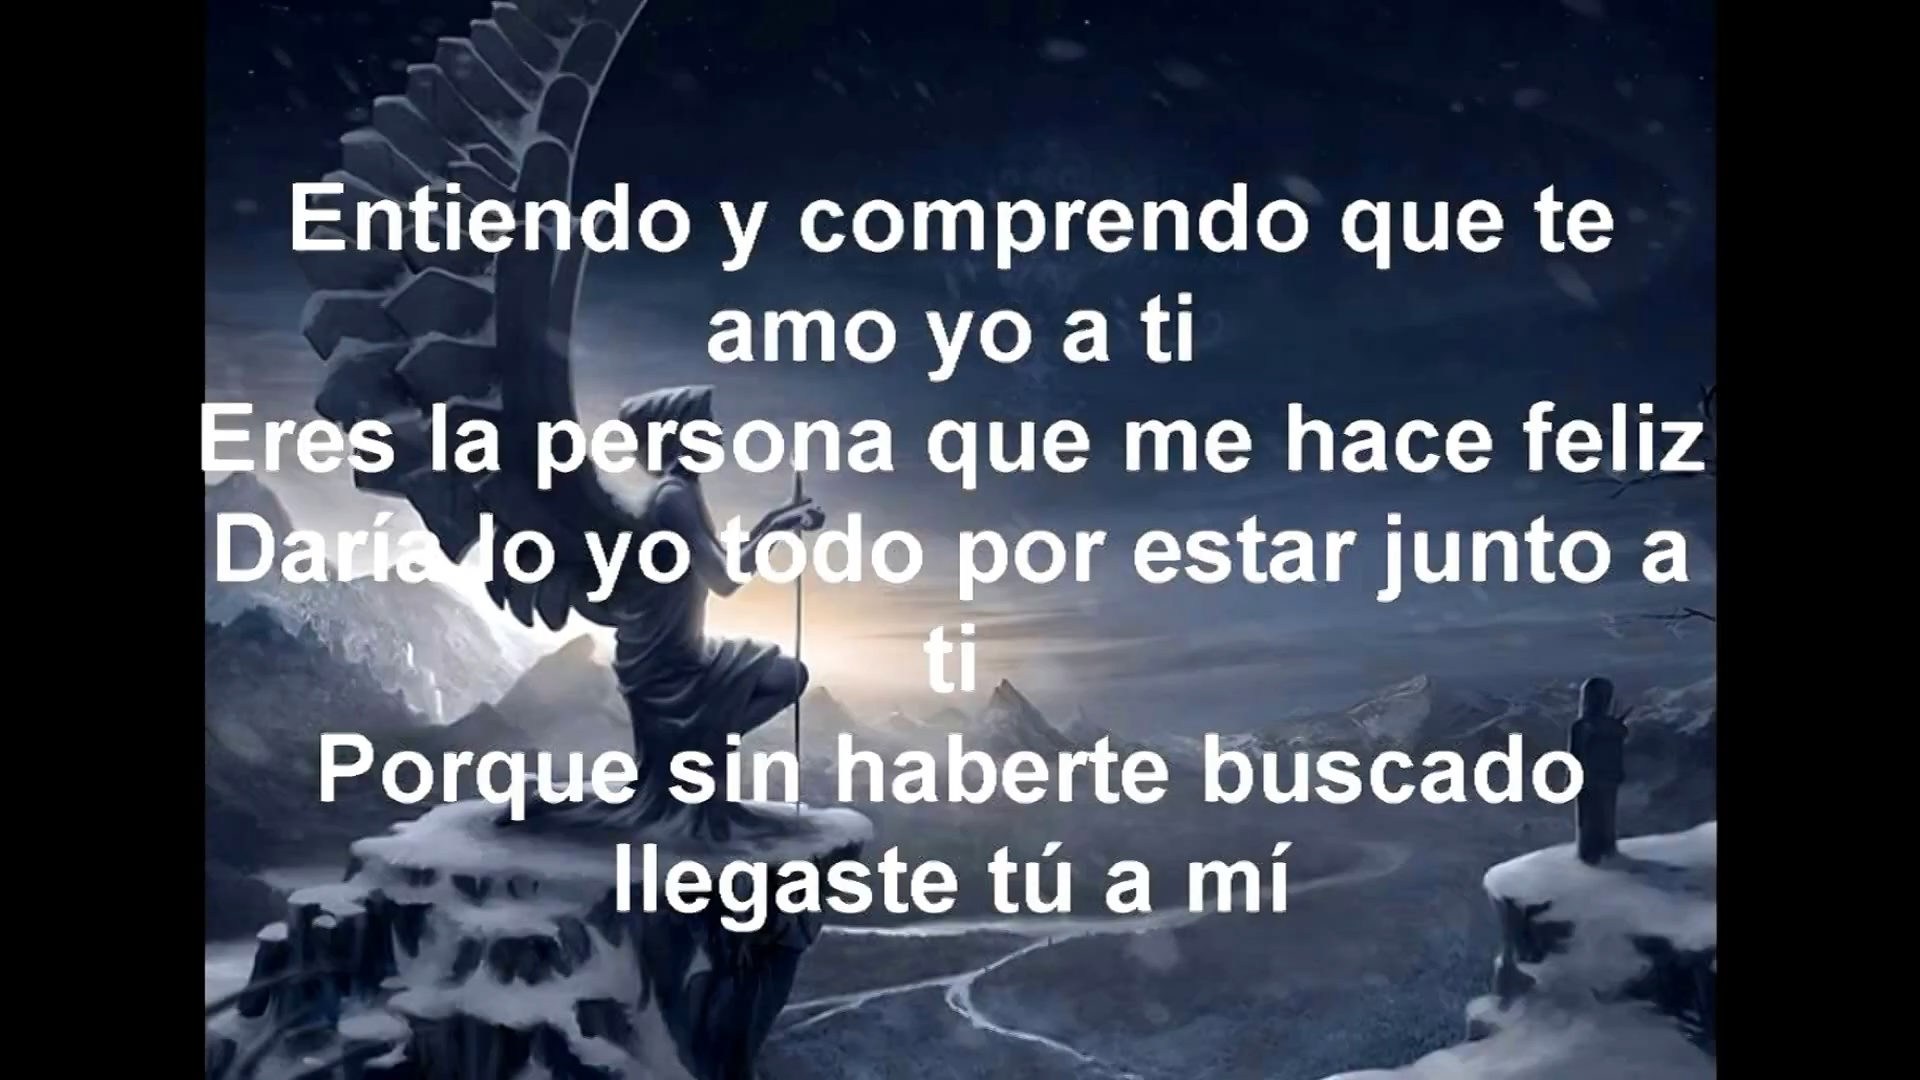 Entiendo y comprendo que te
amo yo a ti
Eres la persona que me hace feliz
Daría lo yo todo por estar junto a
ti
Porque sin haberte buscado
llegaste tú a mí